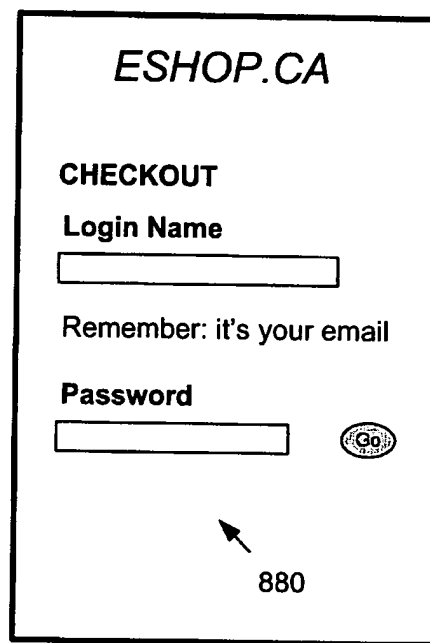 ESHOP.CA
CHECKOUT
Login Name
Remember: it's your email
Password
Go
880